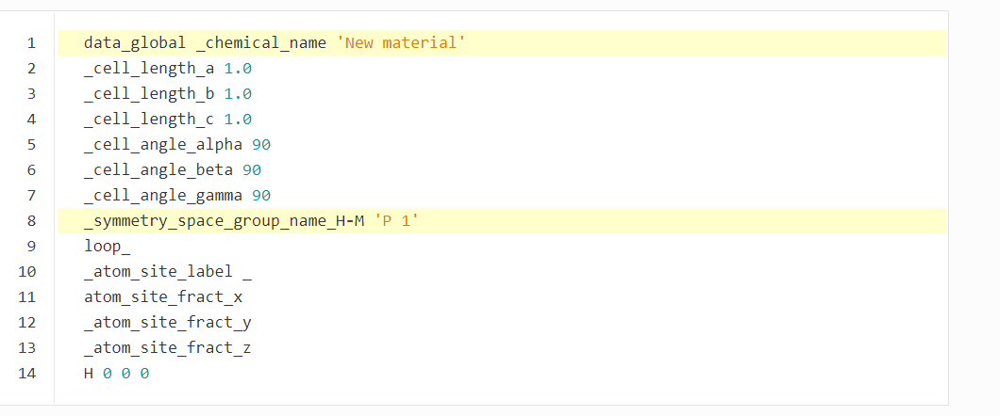 1 data_global _chemical_name 'New material'
2 _cell_length_a 1.0
3 _cell_length_b 1.0
4 _cell_length_c 1.0
5 _cell_angle_alpha 90
6 _cell_angle_beta 90
7 _cell_angle_gamma 90
8 _symmetry_space_group_name_H-M 'P 1'
9 loop_
10 _atom_site_label _
11 atom_site_fract_x
12 _atom_site_fract_y
13 _atom_site_fract_z
14 H 0 0 0